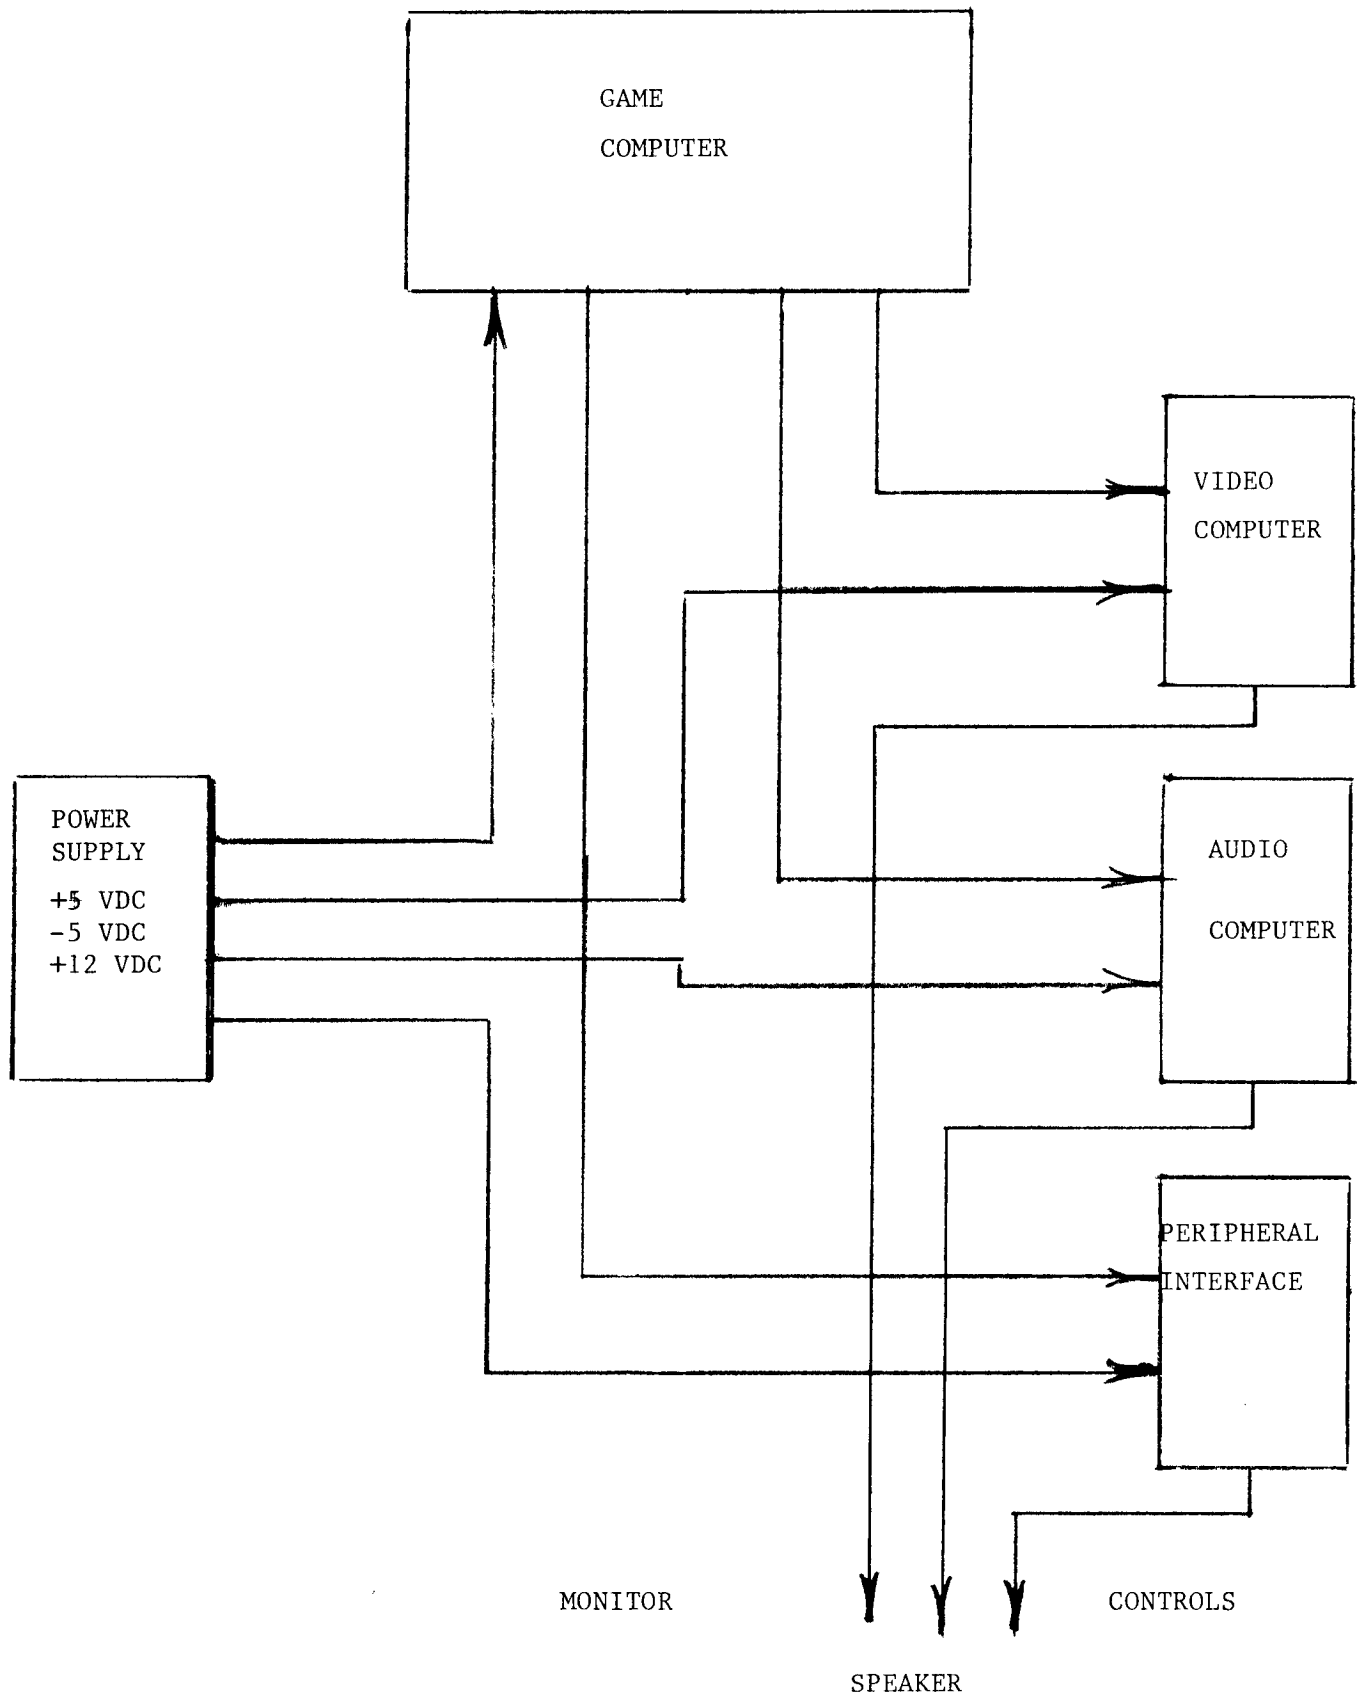 GAME
COMPUTER
VIDEO
COMPUTER
POWER
SUPPLY
+5 VDC
-5 VDC
+12 VDC
AUDIO
COMPUTER
PERIPHERAL
INTERFACE
MONITOR
CONTROLS
SPEAKER